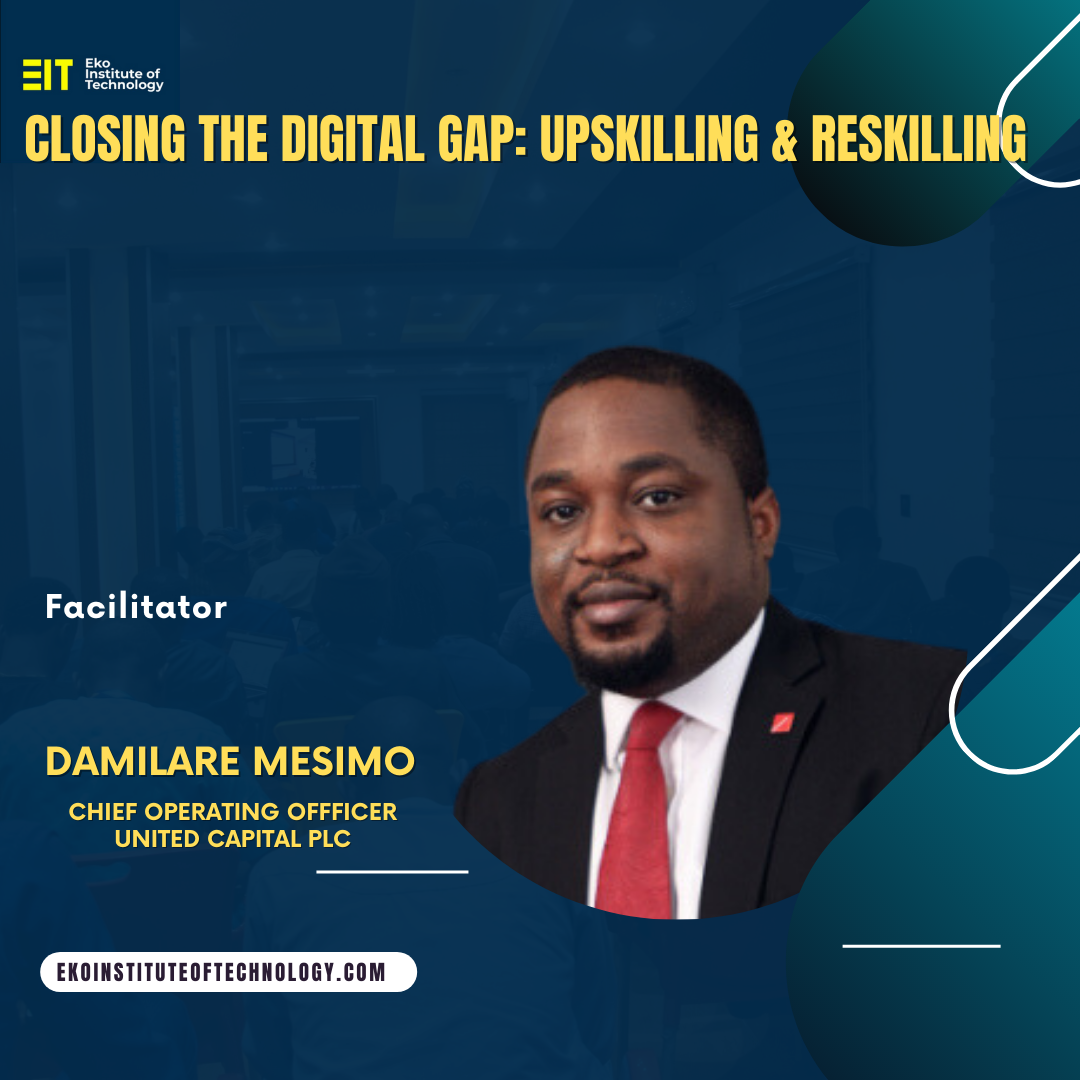 EIT
Eko
Institute of
Technology
CLOSING THE DIGITAL GAP: UPSKILLING & RESKILLING
Facilitator
DAMILARE MESIMO
CHIEF OPERATING OFFFICER
UNITED CAPITAL PLC
EKOINSTITUTEOFTECHNOLOGY.COM